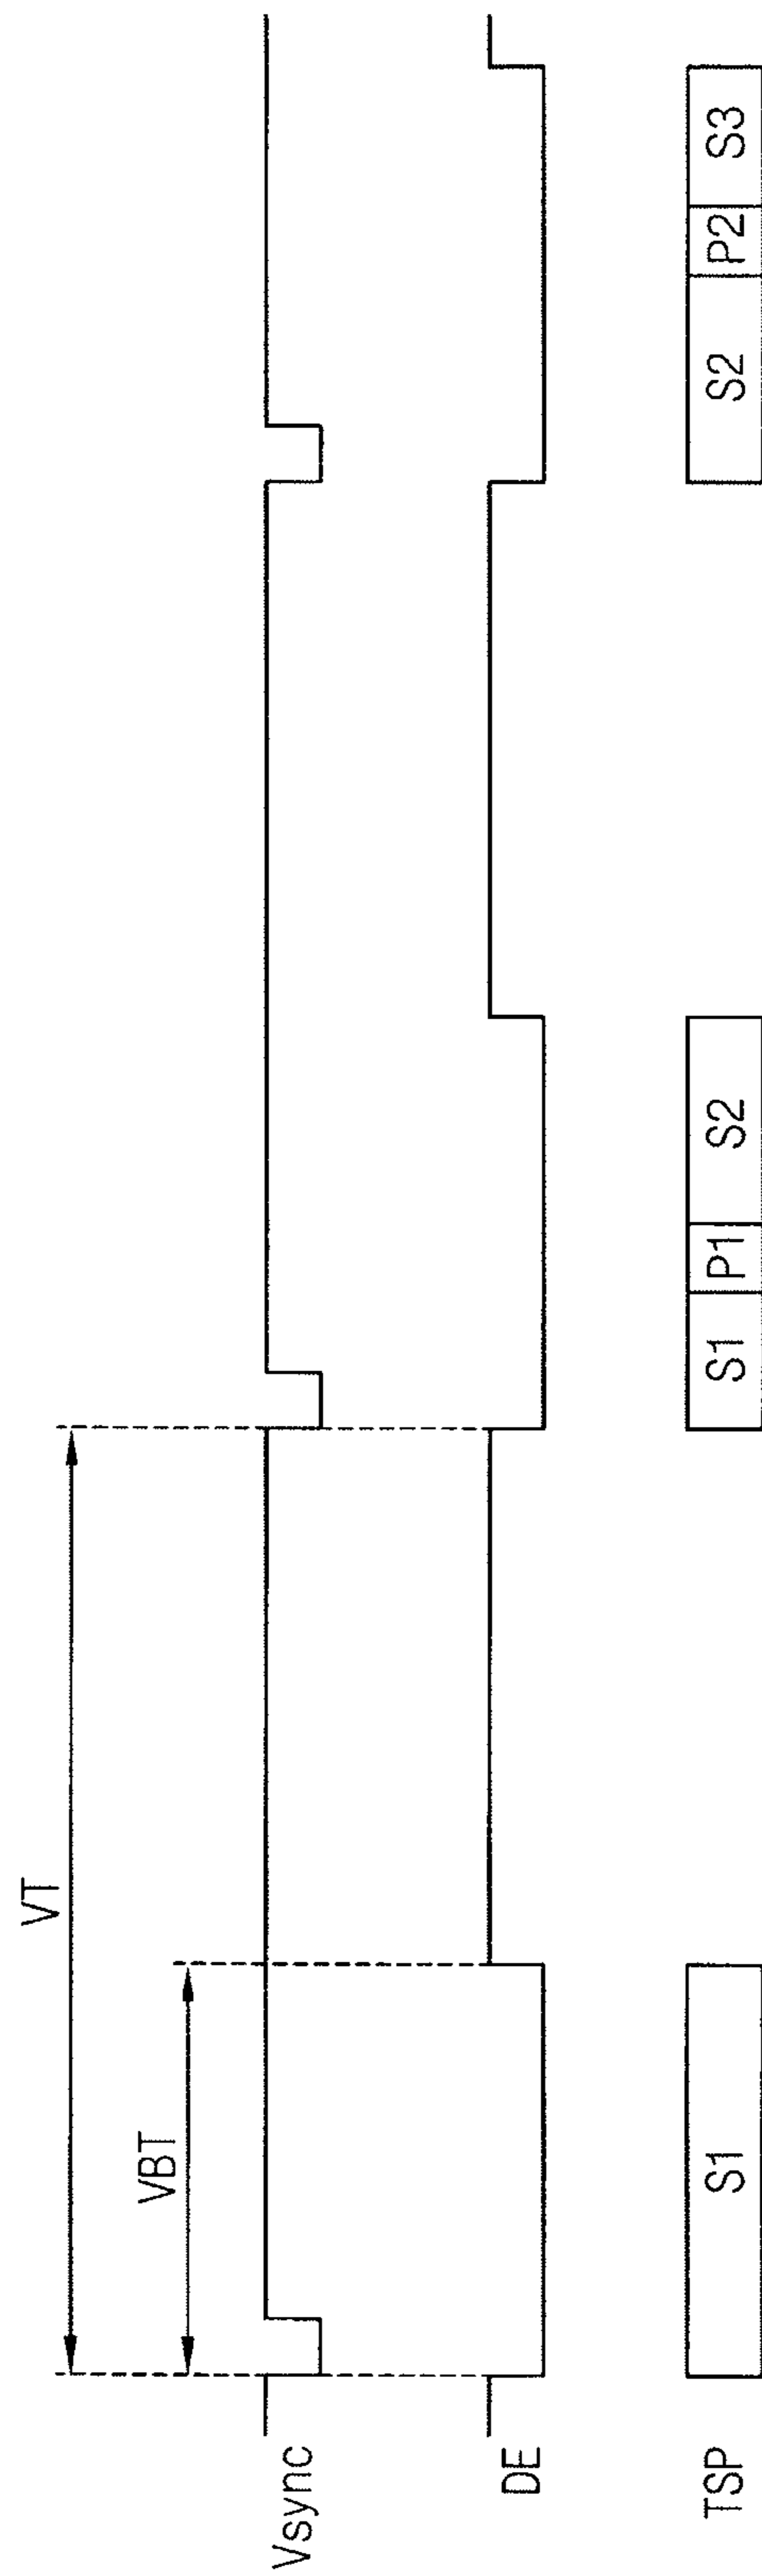 VT
VBT
Vsync
DE
TSP
S1
S1 P1 S2
S2 P2 S3